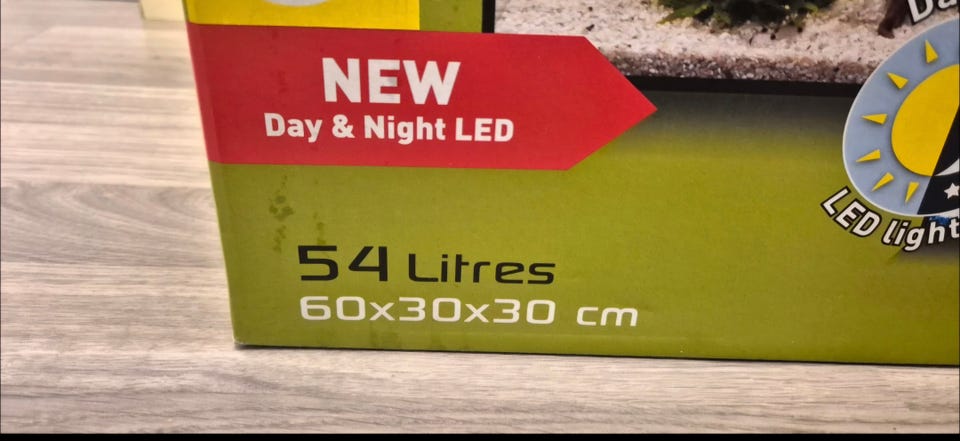 NEW
Day & Night LED
54 Litres
60x30x30 cm
LED light